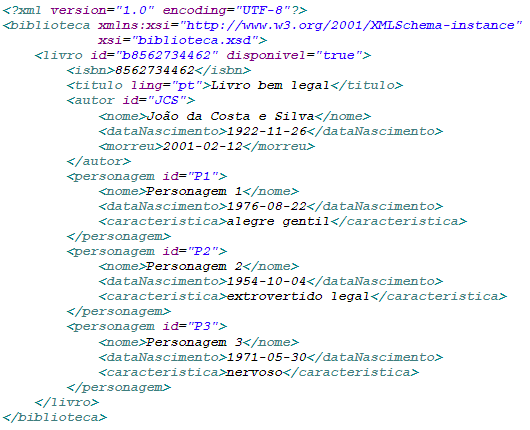 <?xml version="1.0" encoding="UTF-8"?>
<biblioteca xmlns:xsi="http://www.w3.org/2001/XMLSchema-instance"
            xsi="biblioteca.xsd">
    <livro id="b8562734462" disponivel="true">
        <isbn>8562734462</isbn>
        <titulo ling="pt">Livro bem legal</titulo>
        <autor id="JCS">
            <nome>João da Costa e Silva</nome>
            <dataNascimento>1922-11-26</dataNascimento>
            <morreu>2001-02-12</morreu>
        </autor>
        <personagem id="P1">
            <nome>Personagem 1</nome>
            <dataNascimento>1976-08-22</dataNascimento>
            <caracteristica>alegre gentil</caracteristica>
        </personagem>
        <personagem id="P2">
            <nome>Personagem 2</nome>
            <dataNascimento>1954-10-04</dataNascimento>
            <caracteristica>extrovertido legal</caracteristica>
        </personagem>
        <personagem id="P3">
            <nome>Personagem 3</nome>
            <dataNascimento>1971-05-30</dataNascimento>
            <caracteristica>nervoso</caracteristica>
        </personagem>
    </livro>
</biblioteca>